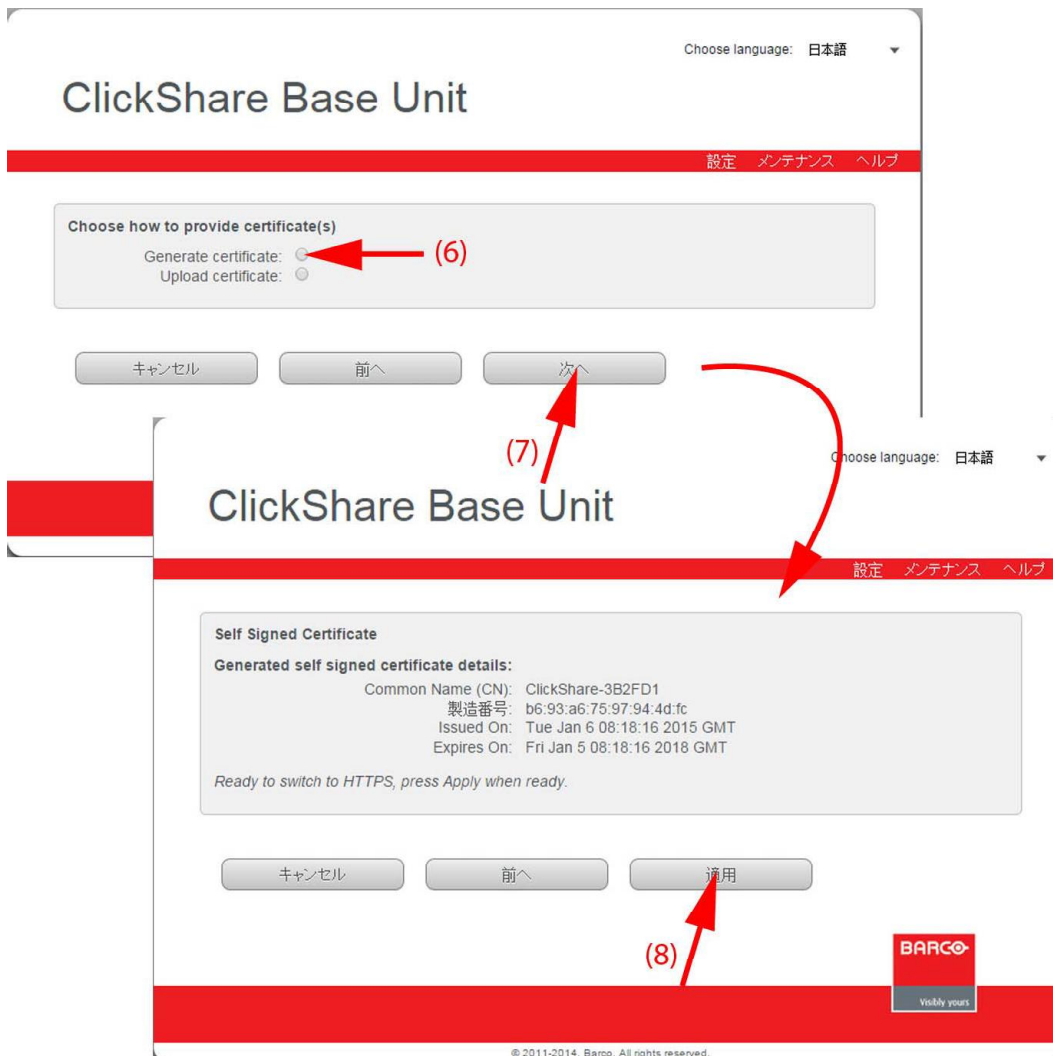 Choose language: 日本語
ClickShare Base Unit
設定 メンテナンス ヘルプ
Choose how to provide certificate(s)
Generate certificate:
(6)
Upload certificate:
キャンセル 前へ 次へ
(7)
Choose language: 日本語
ClickShare Base Unit
設定 メンテナンス ヘルプ
Self Signed Certificate
Generated self signed certificate details:
Common Name (CN): ClickShare-3B2FD1
製造番号: b6:93:a6:75:97:94:4d:fc
Issued On: Tue Jan 6 08:18:16 2015 GMT
Expires On: Fri Jan 5 08:18:16 2018 GMT
Ready to switch to HTTPS, press Apply when ready.
キャンセル 前へ 適用
(8)
BARCO
Visibly yours
© 2011-2014, Barco. All rights reserved.